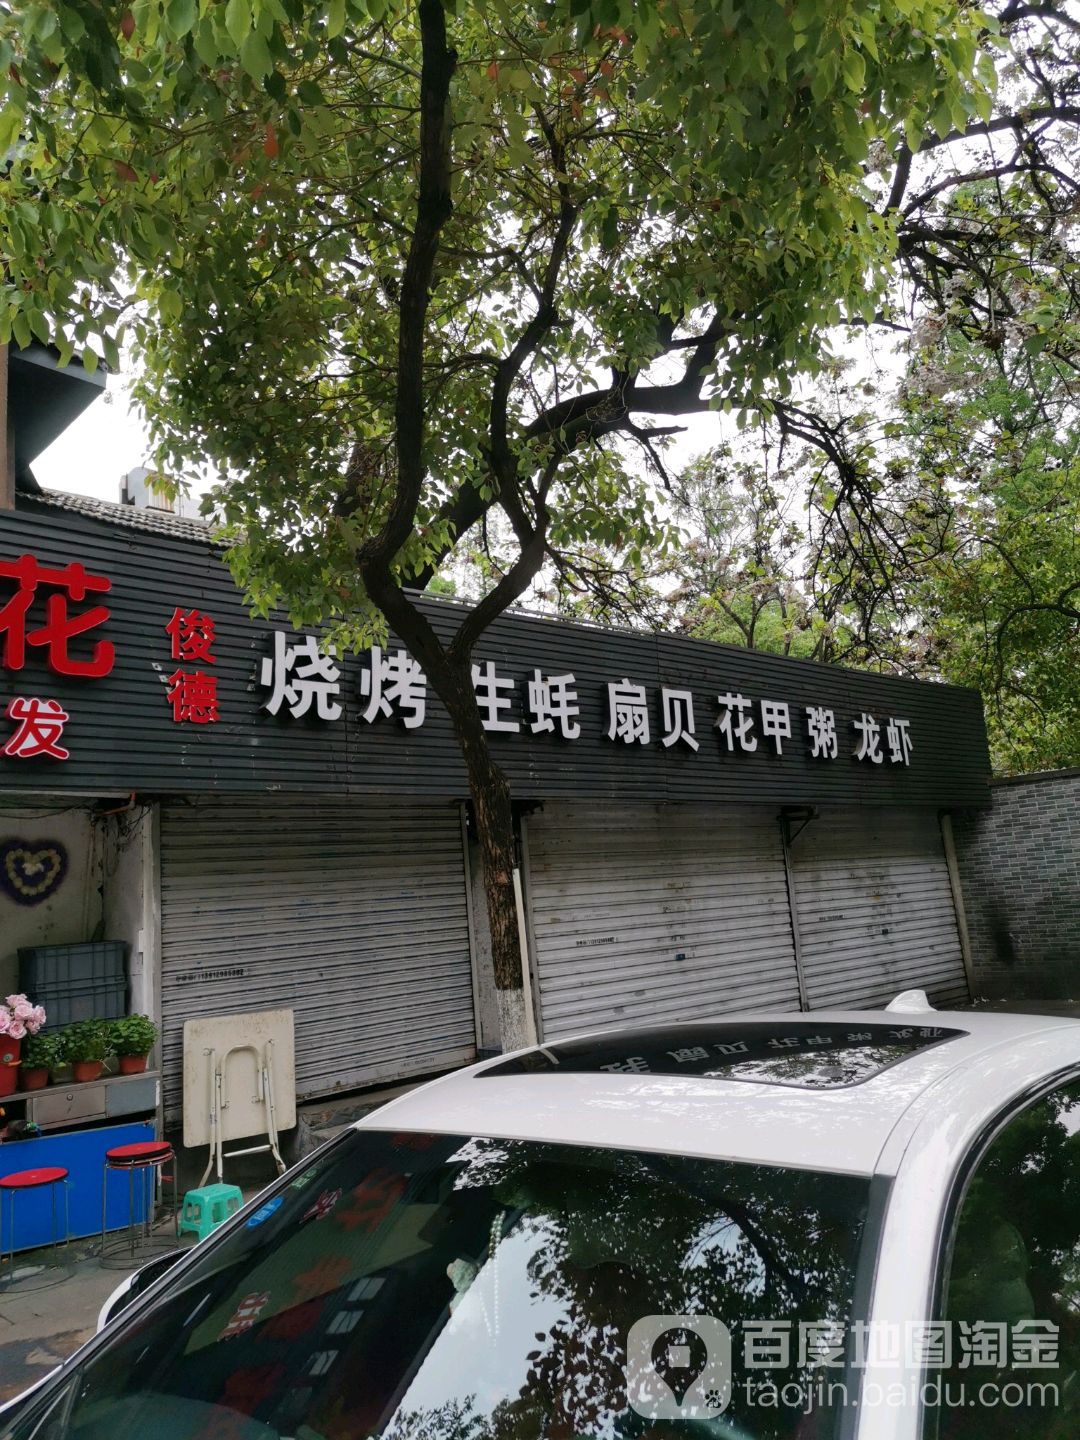 花
发
俊德
烧烤 生蚝 扇贝 花甲 粥 龙虾
百度地图淘金
taojin.baidu.com